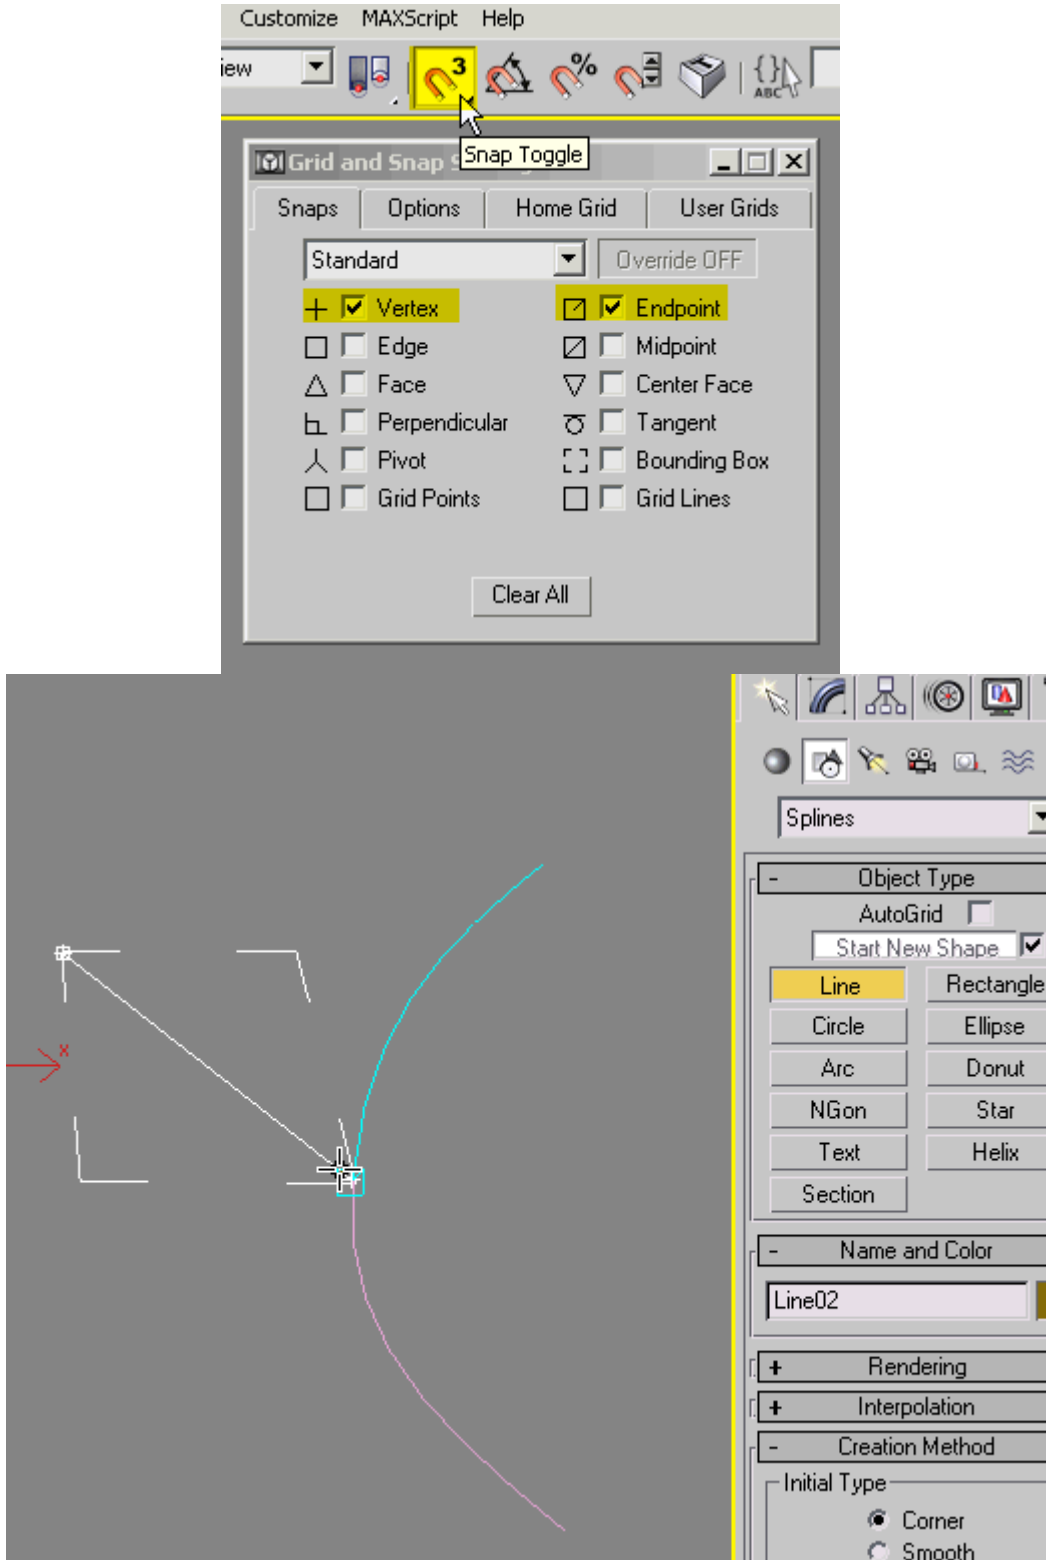 Customize MAXScript Help
iew 3 %
{} ABC
Snap Toggle
Grid and Snap S
Snaps Options Home Grid User Grids
Standard Override OFF
Vertex Endpoint
Edge Midpoint
Face Center Face
Perpendicular Tangent
Pivot Bounding Box
Grid Points Grid Lines
Clear All
Splines
- Object Type
AutoGrid
Start New Shape
Line Rectangle
Circle Ellipse
Arc Donut
NGon Star
Text Helix
Section
x
- Name and Color
Line02
+ Rendering
+ Interpolation
- Creation Method
Initial Type
Corner
Smooth